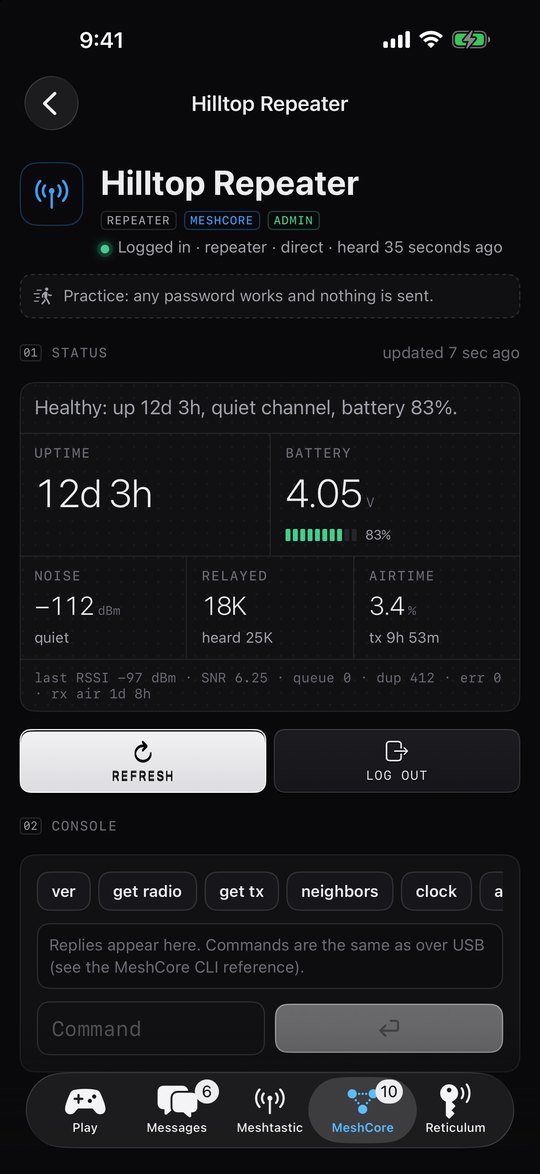 9:41
Hilltop Repeater
Hilltop Repeater
REPEATER MESHCORE ADMIN
Logged in · repeater · direct · heard 35 seconds ago
Practice: any password works and nothing is sent.
01 STATUS updated 7 sec ago
Healthy: up 12d 3h, quiet channel, battery 83%.
UPTIME BATTERY
12d 3h 4.05 V
83%
NOISE RELAYED AIRTIME
−112 dBm 18K 3.4 %
quiet heard 25K tx 9h 53m
last RSSI −97 dBm · SNR 6.25 · queue 0 · dup 412 · err 0
· rx air 1d 8h
REFRESH LOG OUT
02 CONSOLE
ver get radio get tx neighbors clock a
Replies appear here. Commands are the same as over USB
(see the MeshCore CLI reference).
Command
6 10
Play Messages Meshtastic MeshCore Reticulum